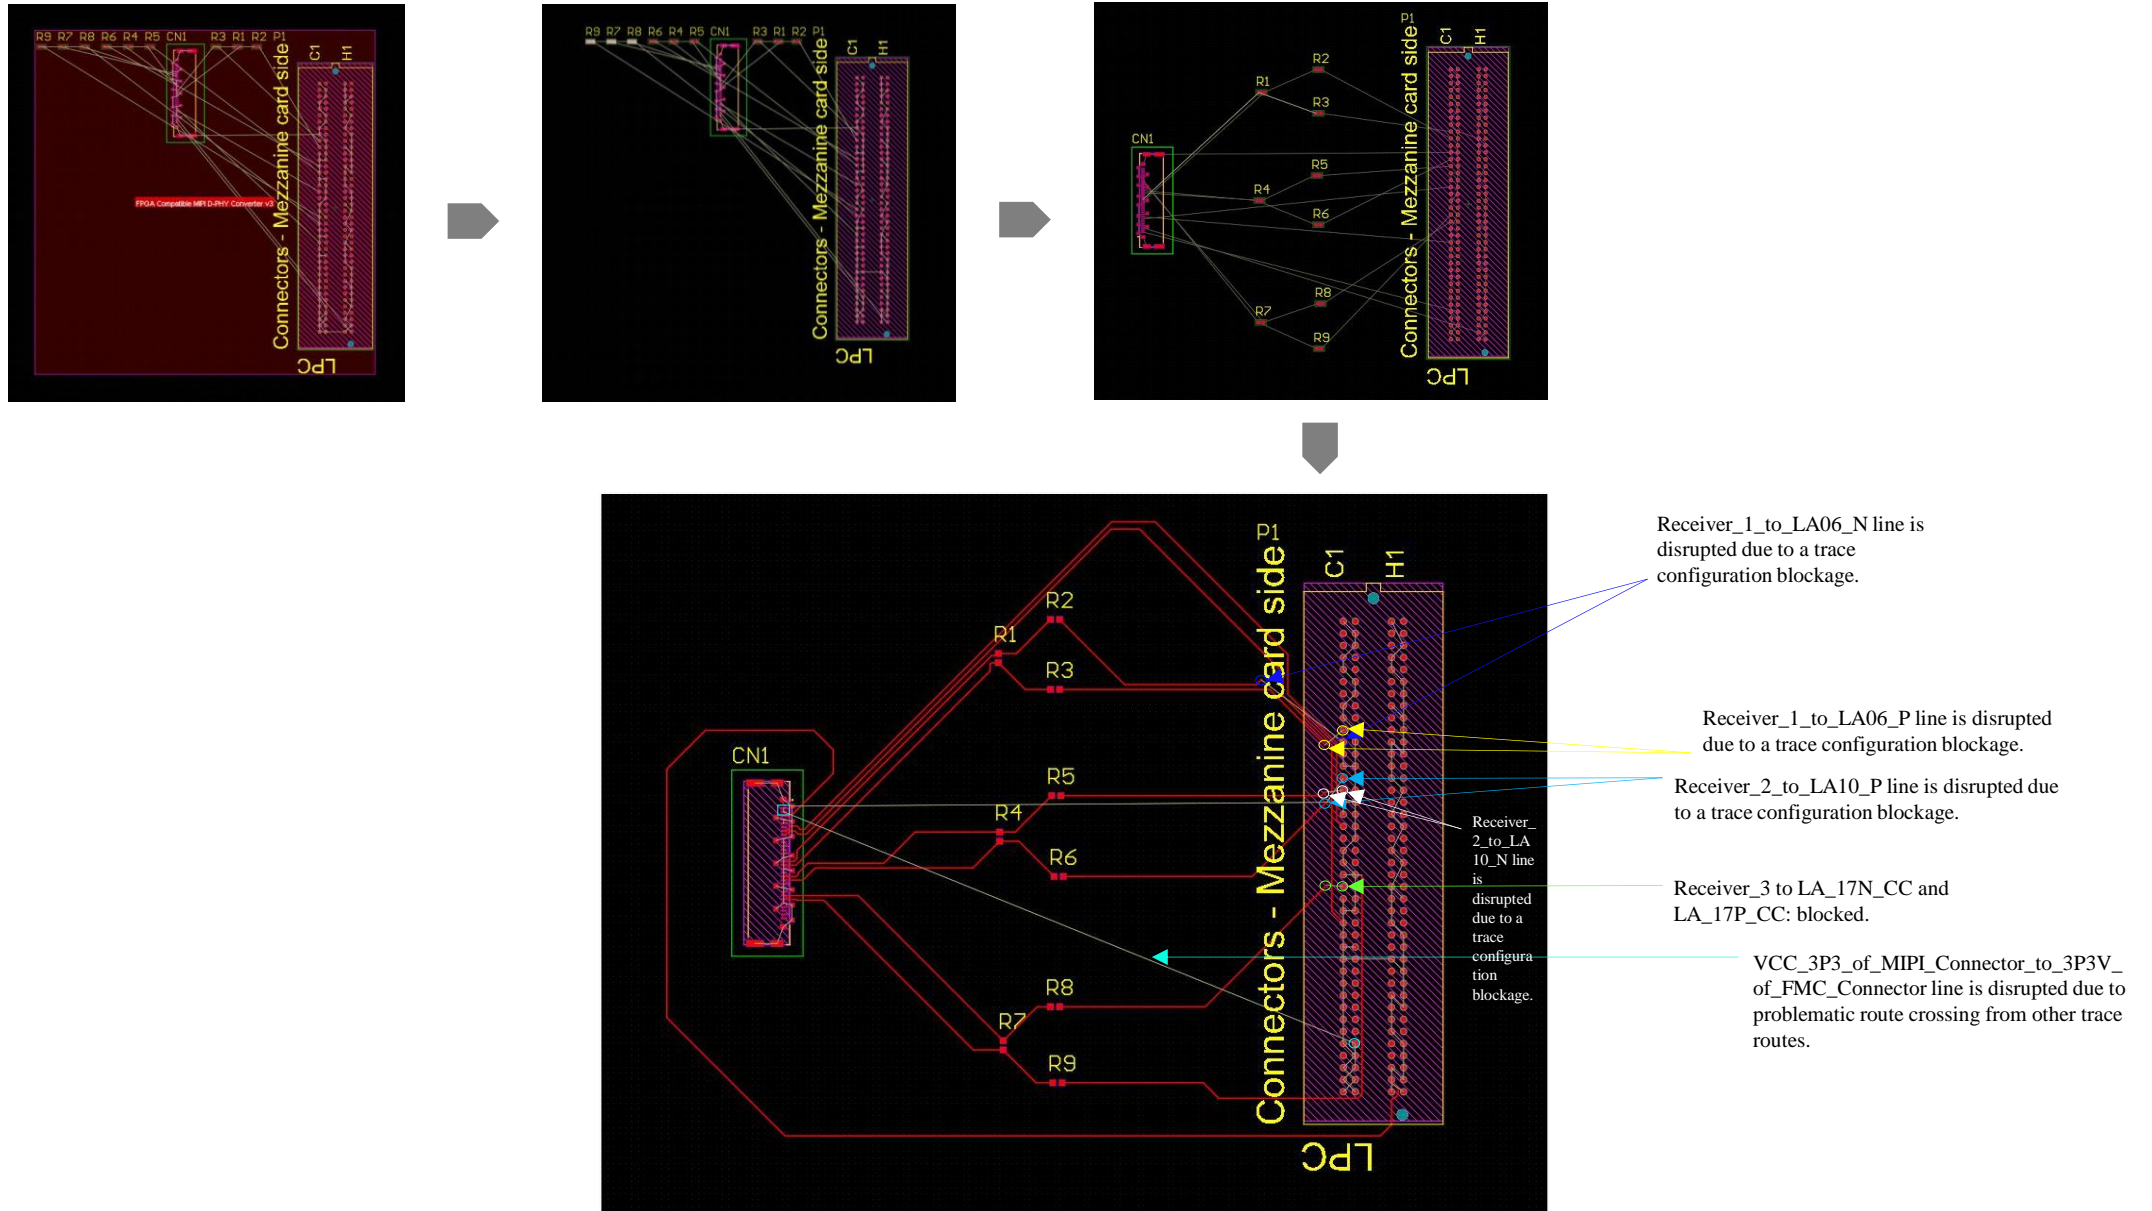 R9 R7 R8 R6 R4 R5 CN1 R3 R1 R2 P1
C1
H1
Connectors - Mezzanine card side
FPGA Compatible MIPI D-PHY Converter v3
LPC
R9 R7 R8 R6 R4 R5 CN1 R3 R1 R2 P1
C1
H1
Connectors - Mezzanine card side
LPC
P1
C1
H1
R2
R1
R3
CN1
R5
R4
R6
R8
R7
R9
Connectors - Mezzanine card side
LPC
P1
C1
H1
R2
R1
R3
CN1
R5
R4
R6
R8
R7
R9
Connectors - Mezzanine card side
LPC
Receiver_1_to_LA06_N line is
disrupted due to a trace
configuration blockage.
Receiver_1_to_LA06_P line is disrupted
due to a trace configuration blockage.
Receiver_2_to_LA10_P line is disrupted due
to a trace configuration blockage.
Receiver_
2_to_LA
10_N line
is
disrupted
due to a
trace
configura
tion
blockage.
Receiver_3 to LA_17N_CC and
LA_17P_CC: blocked.
VCC_3P3_of_MIPI_Connector_to_3P3V_
of_FMC_Connector line is disrupted due to
problematic route crossing from other trace
routes.